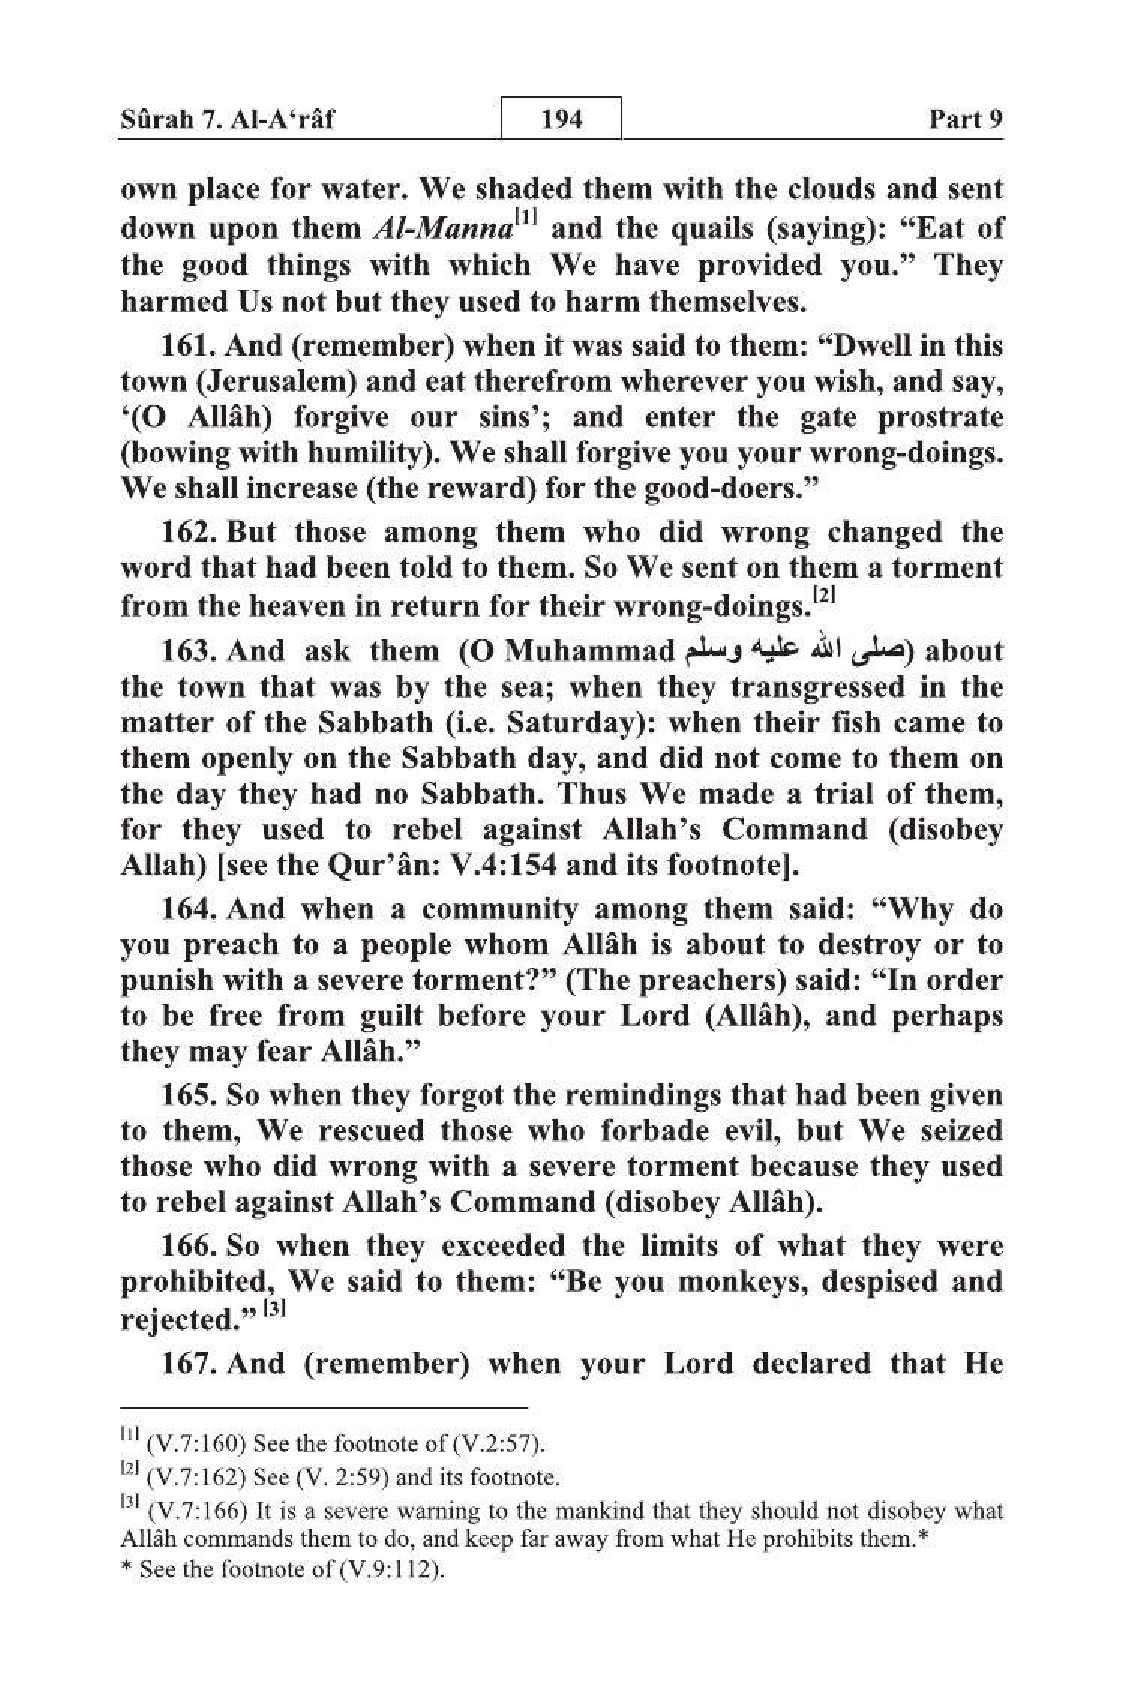 Sûrah 7. Al-A‘râf 194 Part 9
own place for water. We shaded them with the clouds and sent
down upon them Al-Manna[1] and the quails (saying): “Eat of
the good things with which We have provided you.” They
harmed Us not but they used to harm themselves.
161. And (remember) when it was said to them: “Dwell in this
town (Jerusalem) and eat therefrom wherever you wish, and say,
‘(O Allâh) forgive our sins’; and enter the gate prostrate
(bowing with humility). We shall forgive you your wrong-doings.
We shall increase (the reward) for the good-doers.”
162. But those among them who did wrong changed the
word that had been told to them. So We sent on them a torment
from the heaven in return for their wrong-doings.[2]
163. And ask them (O Muhammad صلى الله عليه وسلم) about
the town that was by the sea; when they transgressed in the
matter of the Sabbath (i.e. Saturday): when their fish came to
them openly on the Sabbath day, and did not come to them on
the day they had no Sabbath. Thus We made a trial of them,
for they used to rebel against Allah’s Command (disobey
Allah) [see the Qur’ân: V.4:154 and its footnote].
164. And when a community among them said: “Why do
you preach to a people whom Allâh is about to destroy or to
punish with a severe torment?” (The preachers) said: “In order
to be free from guilt before your Lord (Allâh), and perhaps
they may fear Allâh.”
165. So when they forgot the remindings that had been given
to them, We rescued those who forbade evil, but We seized
those who did wrong with a severe torment because they used
to rebel against Allah’s Command (disobey Allâh).
166. So when they exceeded the limits of what they were
prohibited, We said to them: “Be you monkeys, despised and
rejected.” [3]
167. And (remember) when your Lord declared that He
[1] (V.7:160) See the footnote of (V.2:57).
[2] (V.7:162) See (V. 2:59) and its footnote.
[3] (V.7:166) It is a severe warning to the mankind that they should not disobey what
Allâh commands them to do, and keep far away from what He prohibits them.*
* See the footnote of (V.9:112).